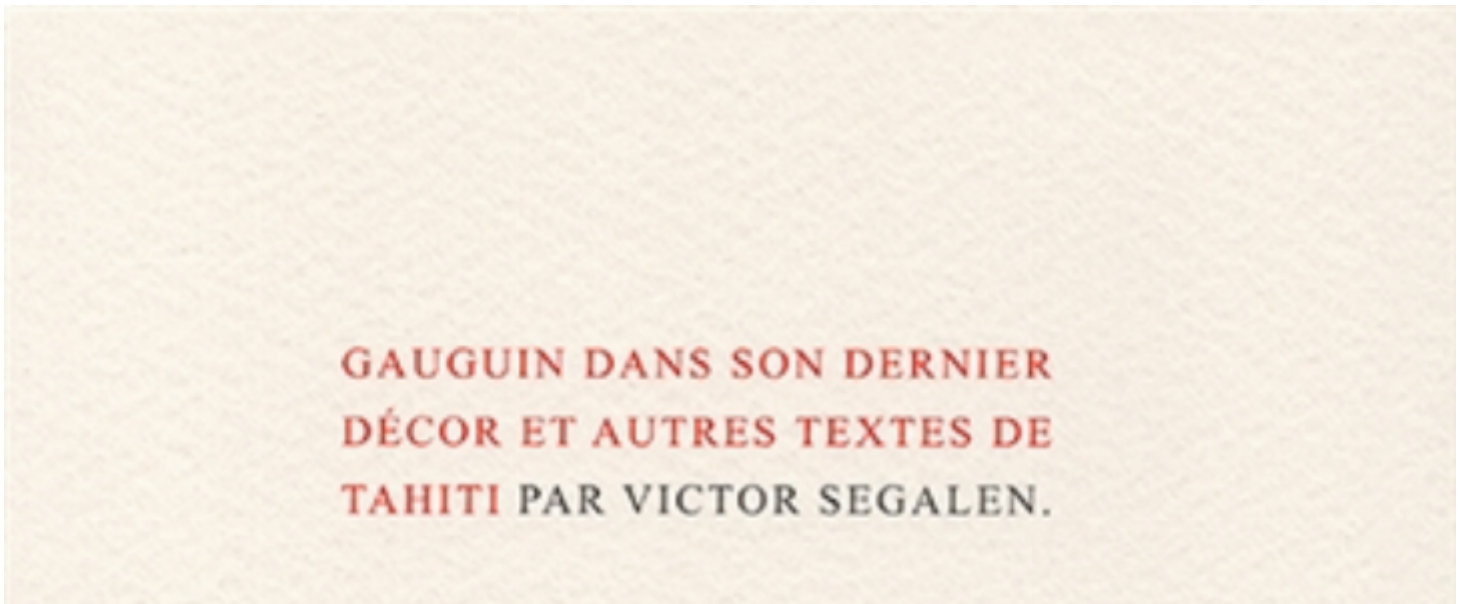 GAUGUIN DANS SON DERNIER
DÉCOR ET AUTRES TEXTES DE
TAHITI PAR VICTOR SEGALEN.